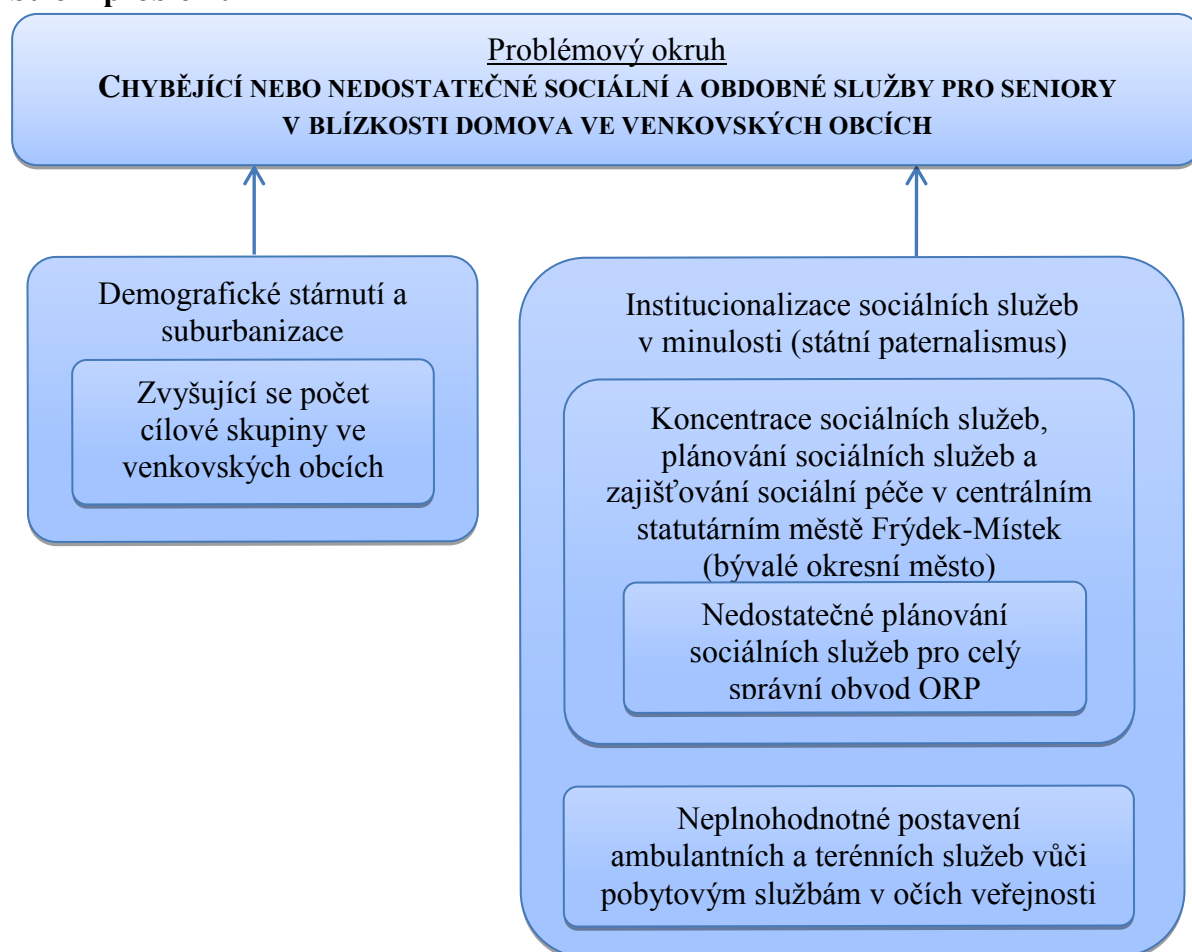 Problémový okruh
CHYBĚJÍCÍ NEBO NEDOSTATEČNÉ SOCIÁLNÍ A OBDOBNÉ SLUŽBY PRO SENIORY
V BLÍZKOSTI DOMOVA VE VENKOVSKÝCH OBCÍCH
Demografické stárnutí a
suburbanizace
Zvyšující se počet
cílové skupiny ve
venkovských obcích
Institucionalizace sociálních služeb
v minulosti (státní paternalismus)
Koncentrace sociálních služeb,
plánování sociálních služeb a
zajišťování sociální péče v centrálním
statutárním městě Frýdek-Místek
(bývalé okresní město)
Nedostatečné plánování
sociálních služeb pro celý
správní obvod ORP
Neplnohodnotné postavení
ambulantních a terénních služeb vůči
pobytovým službám v očích veřejnosti